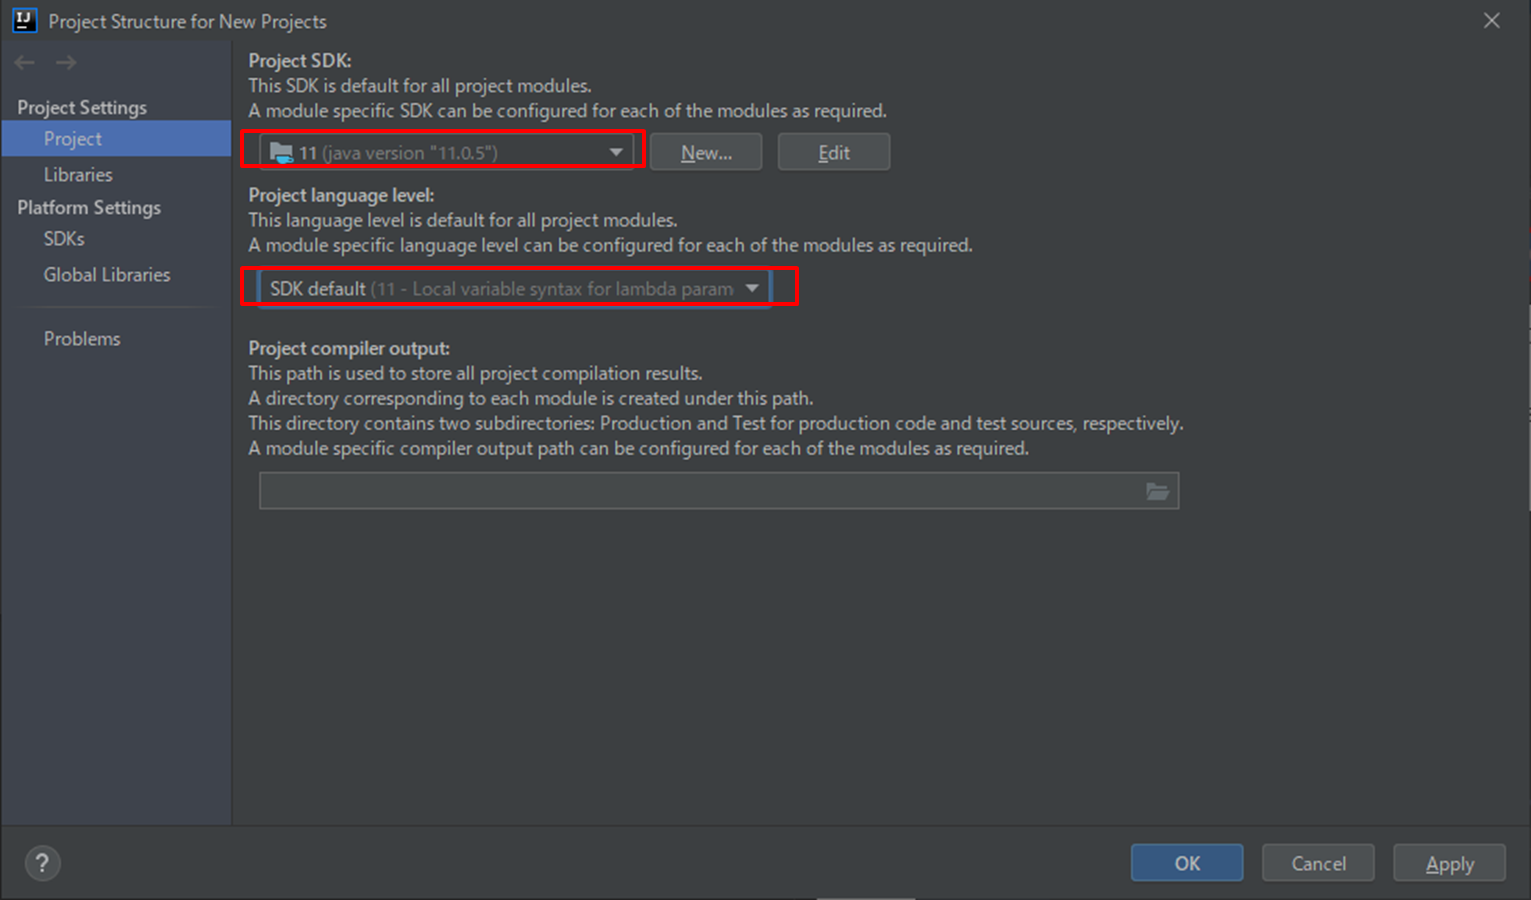 IJ
Project Structure for New Projects
Project Settings
Project
Libraries
Platform Settings
SDKs
Global Libraries
Problems
Project SDK:
This SDK is default for all project modules.
A module specific SDK can be configured for each of the modules as required.
11 (java version "11.0.5")
New...
Edit
Project language level:
This language level is default for all project modules.
A module specific language level can be configured for each of the modules as required.
SDK default (11 - Local variable syntax for lambda param
Project compiler output:
This path is used to store all project compilation results.
A directory corresponding to each module is created under this path.
This directory contains two subdirectories: Production and Test for production code and test sources, respectively.
A module specific compiler output path can be configured for each of the modules as required.
?
OK
Cancel
Apply